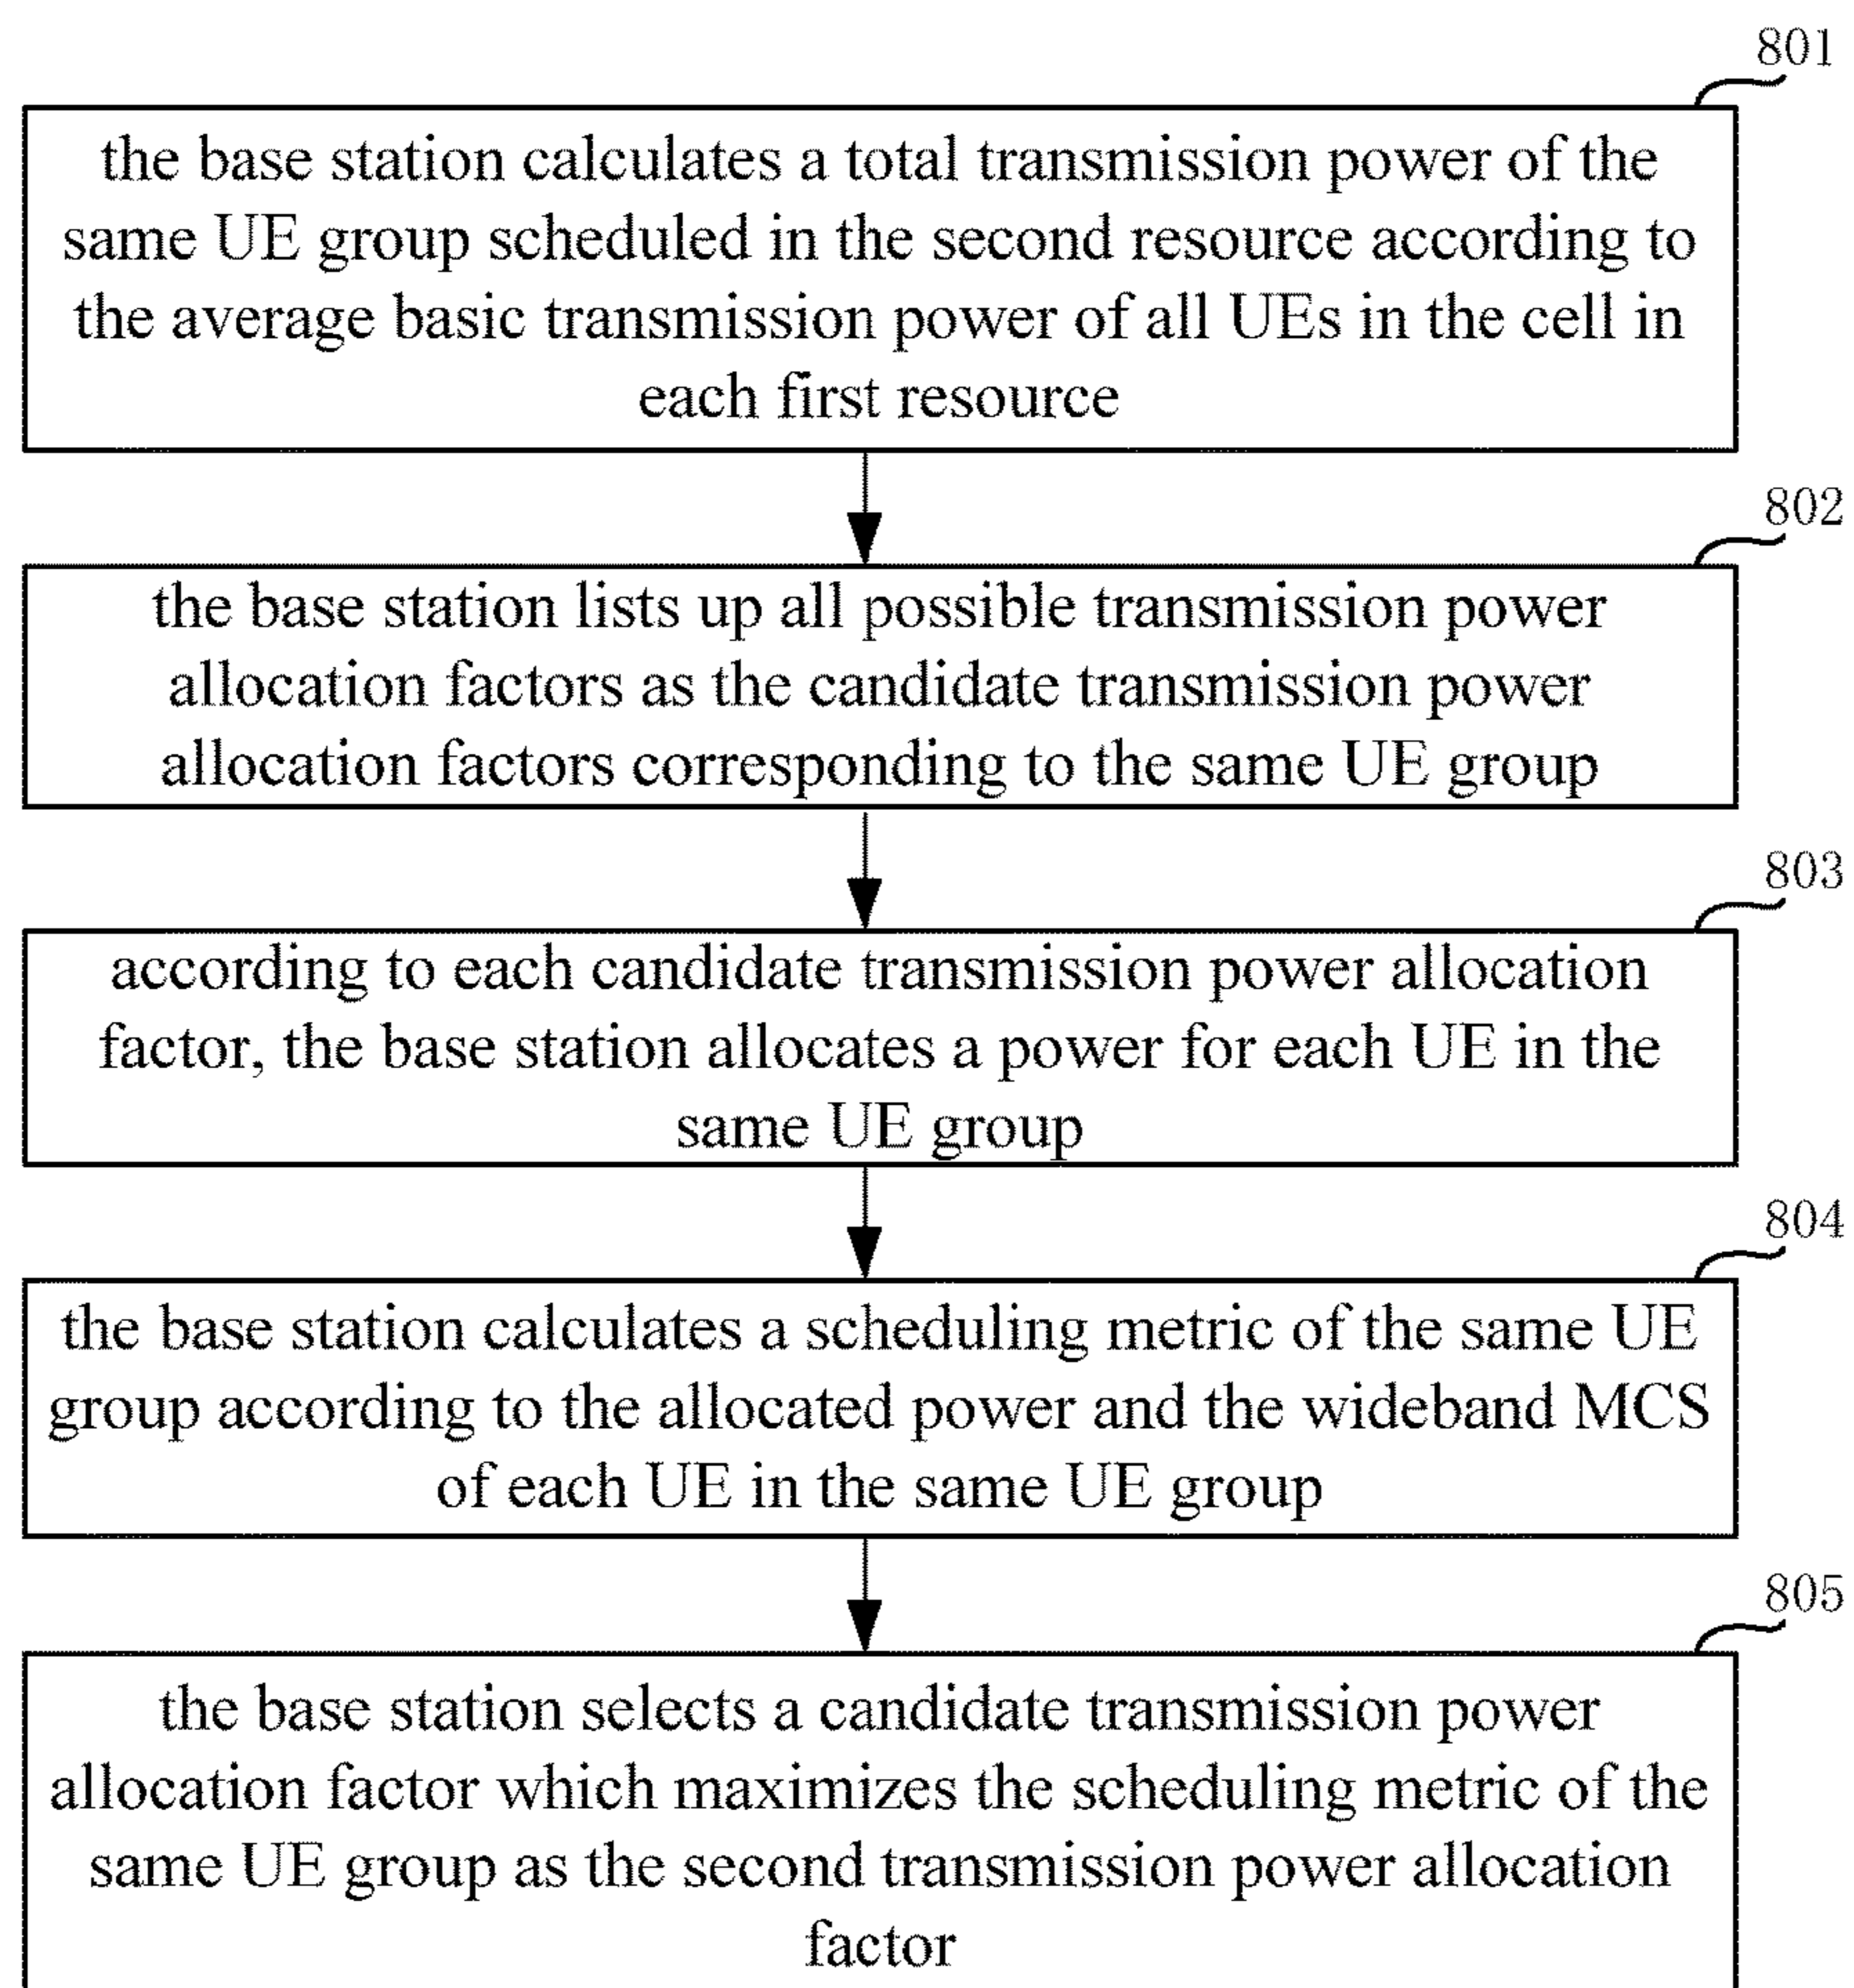 801
the base station calculates a total transmission power of the
same UE group scheduled in the second resource according to
the average basic transmission power of all UEs in the cell in
each first resource
802
the base station lists up all possible transmission power
allocation factors as the candidate transmission power
allocation factors corresponding to the same UE group
803
according to each candidate transmission power allocation
factor, the base station allocates a power for each UE in the
same UE group
804
the base station calculates a scheduling metric of the same UE
group according to the allocated power and the wideband MCS
of each UE in the same UE group
805
the base station selects a candidate transmission power
allocation factor which maximizes the scheduling metric of the
same UE group as the second transmission power allocation
factor